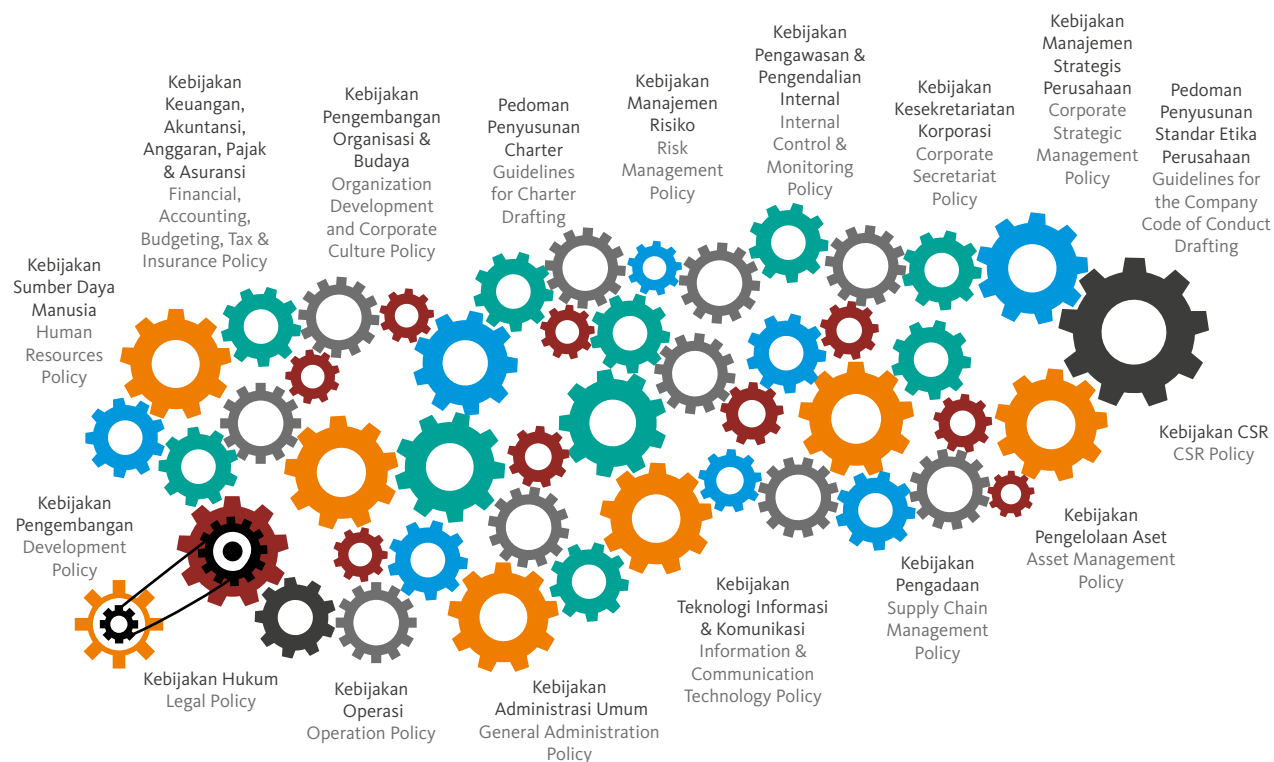 Kebijakan
Sumber Daya
Manusia
Human
Resources
Policy
Kebijakan
Keuangan,
Akuntansi,
Anggaran, Pajak
& Asuransi
Financial,
Accounting,
Budgeting, Tax &
Insurance Policy
Kebijakan
Pengembangan
Organisasi &
Budaya
Organization
Development
and Corporate
Culture Policy
Pedoman
Penyusunan
Charter
Guidelines
for Charter
Drafting
Kebijakan
Manajemen
Risiko
Risk
Management
Policy
Kebijakan
Pengawasan &
Pengendalian
Internal
Internal
Control &
Monitoring
Policy
Kebijakan
Kesekretariatan
Korporasi
Corporate
Secretariat
Policy
Kebijakan
Manajemen
Strategis
Perusahaan
Corporate
Strategic
Management
Policy
Pedoman
Penyusunan
Standar Etika
Perusahaan
Guidelines for
the Company
Code of Conduct
Drafting
Kebijakan
Pengembangan
Development
Policy
Kebijakan Hukum
Legal Policy
Kebijakan
Operasi
Operation Policy
Kebijakan
Administrasi Umum
General Administration
Policy
Kebijakan
Teknologi Informasi
& Komunikasi
Information &
Communication
Technology Policy
Kebijakan
Pengadaan
Supply Chain
Management
Policy
Kebijakan
Pengelolaan Aset
Asset Management
Policy
Kebijakan CSR
CSR Policy